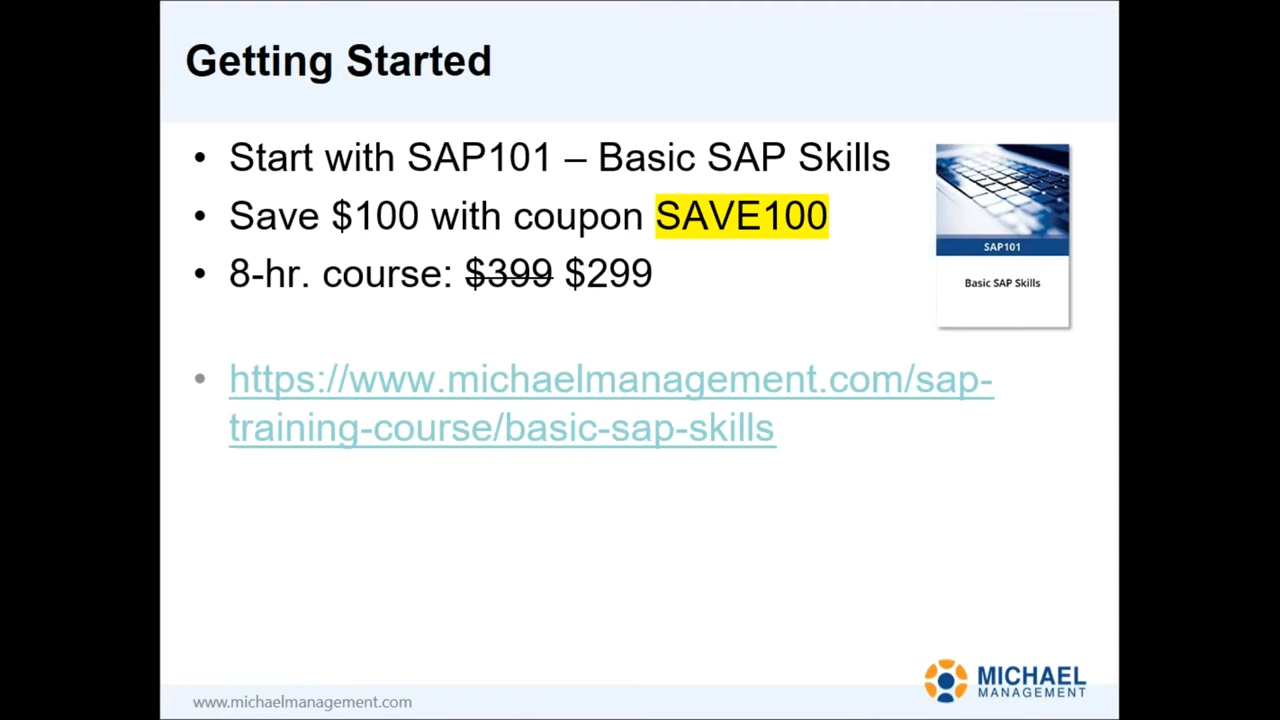 Getting Started
• Start with SAP101 – Basic SAP Skills
• Save $100 with coupon SAVE100
• 8-hr. course: $399 $299
SAP101
Basic SAP Skills
• https://www.michaelmanagement.com/sap-
training-course/basic-sap-skills
www.michaelmanagement.com
MICHAEL
MANAGEMENT